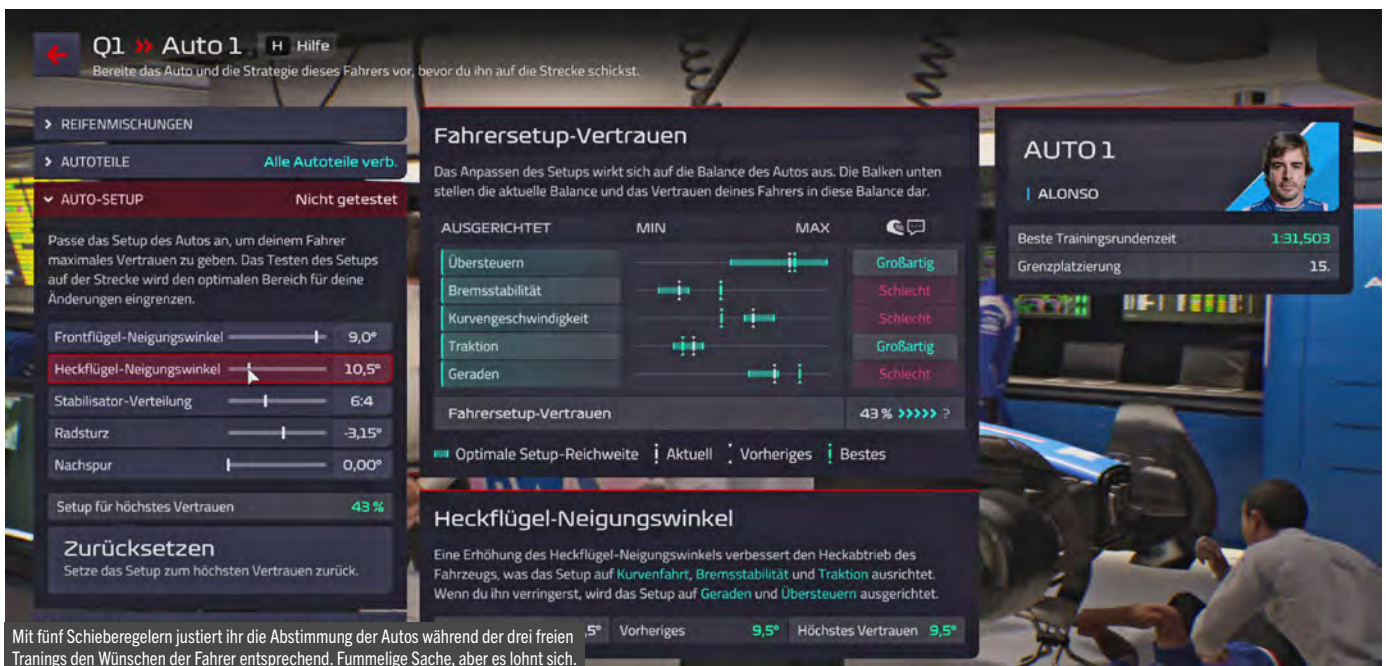 Q1 » Auto 1 H Hilfe
Bereite das Auto und die Strategie dieses Fahrers vor, bevor du ihn auf die Strecke schickst.
> REIFENMISCHUNGEN
> AUTOTEILE Alle Autoteile verb.
AUTO-SETUP Nicht getestet
Passe das Setup des Autos an, um deinem Fahrer
maximales Vertrauen zu geben. Das Testen des Setups
auf der Strecke wird den optimalen Bereich für deine
Änderungen eingrenzen.
Frontflügel-Neigungswinkel 9,0°
Heckflügel-Neigungswinkel 10,5°
Stabilisator-Verteilung 6:4
Radsturz -3,15°
Nachspur 0,00°
Setup für höchstes Vertrauen 43 %
Zurücksetzen
Setze das Setup zum höchsten Vertrauen zurück.
Fahrersetup-Vertrauen
Das Anpassen des Setups wirkt sich auf die Balance des Autos aus. Die Balken unten
stellen die aktuelle Balance und das Vertrauen deines Fahrers in diese Balance dar.
AUSGERICHTET MIN MAX
Übersteuern Großartig
Bremsstabilität Schlecht
Kurvengeschwindigkeit Schlecht
Traktion Großartig
Geraden Schlecht
Fahrersetup-Vertrauen 43 % >>>>> ?
Optimale Setup-Reichweite Aktuell Vorheriges Bestes
Heckflügel-Neigungswinkel
Eine Erhöhung des Heckflügel-Neigungswinkels verbessert den Heckabtrieb des
Fahrzeugs, was das Setup auf Kurvenfahrt, Bremsstabilität und Traktion ausrichtet.
Wenn du ihn verringerst, wird das Setup auf Geraden und Übersteuern ausgerichtet.
,5° Vorheriges 9,5° Höchstes Vertrauen 9,5°
AUTO 1
ALONSO
Beste Trainingsrundenzeit 1:31,503
Grenzplatzierung 15.
Mit fünf Schiebereglern justiert ihr die Abstimmung der Autos während der drei freien
Tranings den Wünschen der Fahrer entsprechend. Fummelige Sache, aber es lohnt sich.